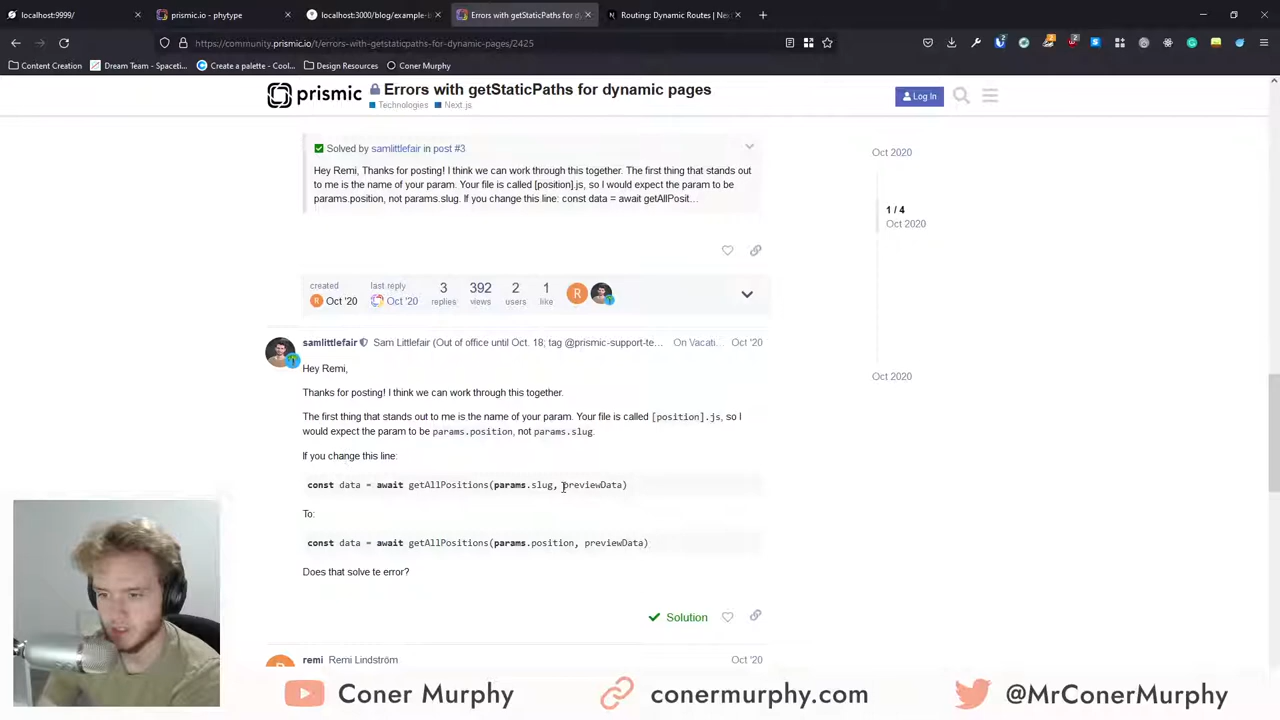 localhost:9999/
prismic.io - phytype
localhost:3000/blog/example-
Errors with getStaticPaths for d
Routing: Dynamic Routes | Nex
https://community.prismic.io/t/errors-with-getstaticpaths-for-dynamic-pages/2425
Content Creation
Dream Team - Spaceti...
Create a palette - Cool...
Design Resources
Coner Murphy
prismic
Errors with getStaticPaths for dynamic pages
Technologies
Next js
Log In
Solved by samlittlefair in post #3
Hey Remi, Thanks for posting! I think we can work through this together. The first thing that stands out
to me is the name of your param. Your file is called [position].js, so I would expect the param to be
params.position, not params.slug. If you change this line: const data = await getAllPosit...
Oct 2020
1 / 4
Oct 2020
Oct 2020
created
R Oct '20
last reply
Oct '20
3
replies
392
views
2
users
1
like
R
samlittlefair Sam Littlefair (Out of office until Oct. 18; tag @prismic-support-te... On Vacati... Oct '20
Hey Remi,
Thanks for posting! I think we can work through this together.
The first thing that stands out to me is the name of your param. Your file is called [position].js, so I
would expect the param to be params.position, not params.slug.
If you change this line:
const data = await getAllPositions(params.slug, previewData)
To:
const data = await getAllPositions(params.position, previewData)
Does that solve te error?
Solution
remi Remi Lindström Oct '20
Coner Murphy
conermurphy.com
@MrConerMurphy